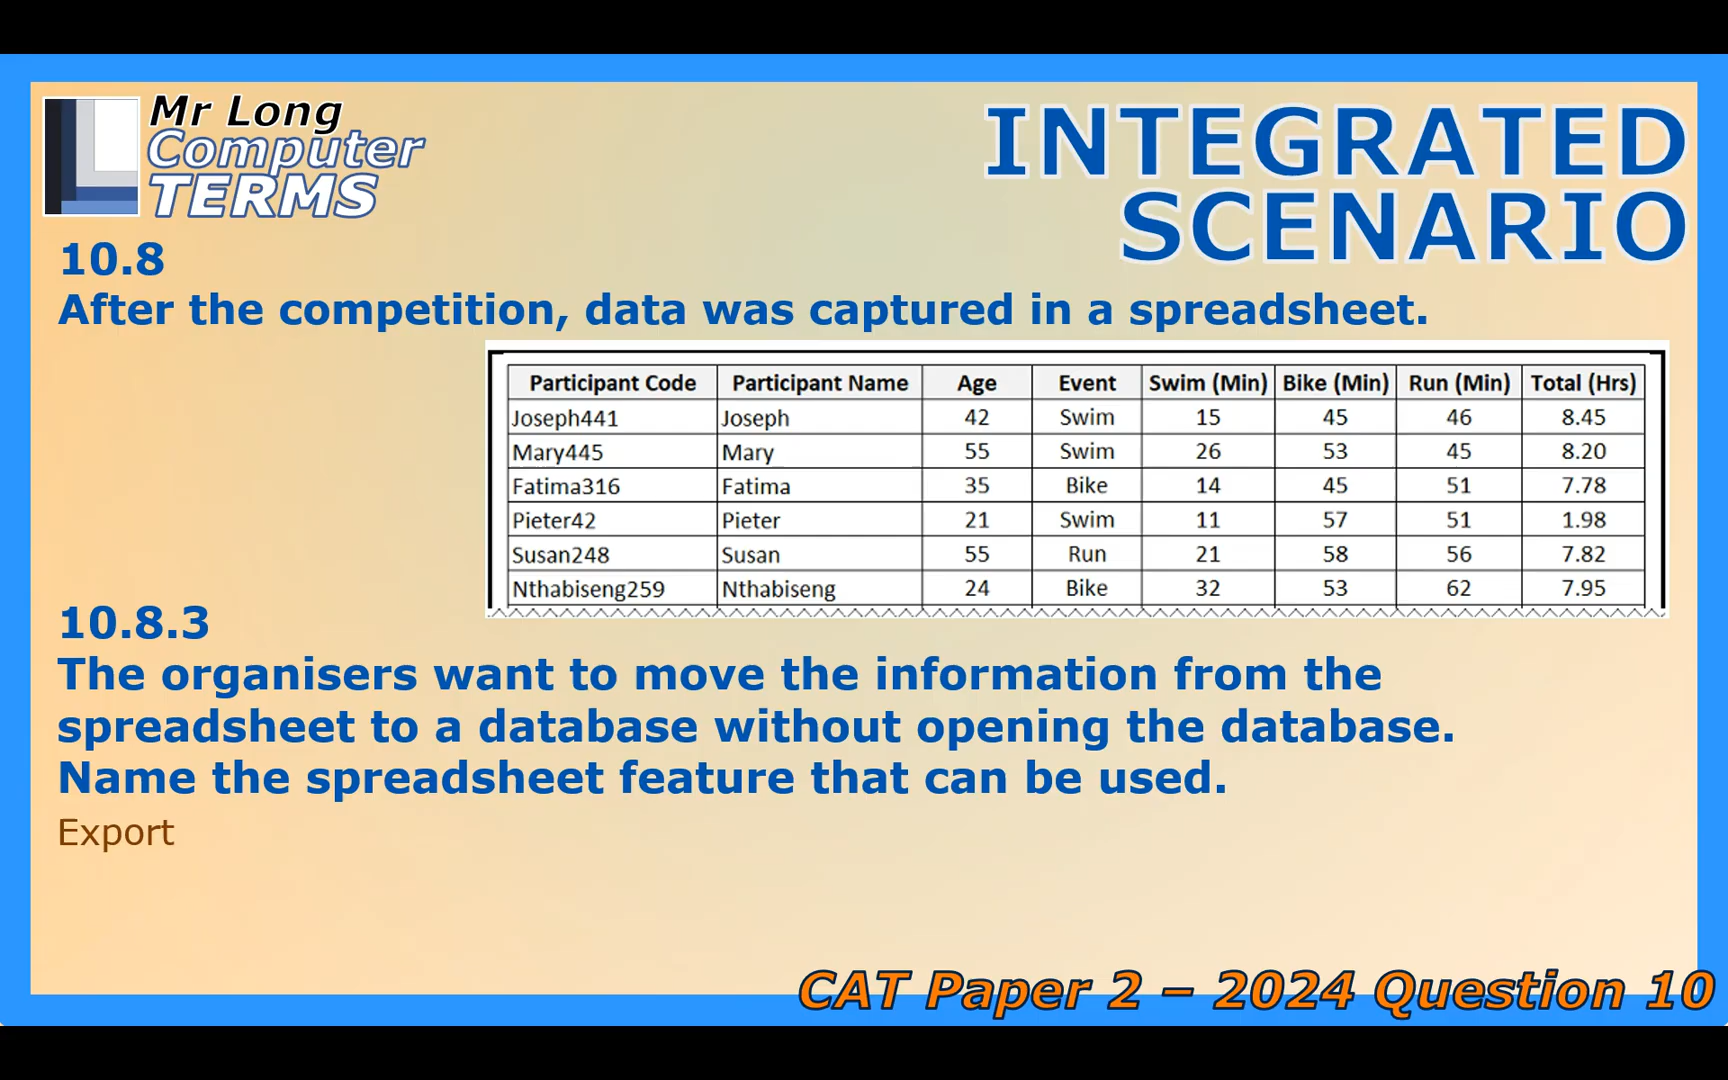 Mr Long
Computer
TERMS
INTEGRATED
SCENARIO
10.8
After the competition, data was captured in a spreadsheet.
Participant Code Participant Name Age Event Swim (Min) Bike (Min) Run (Min) Total (Hrs)
Joseph441 Joseph 42 Swim 15 45 46 8.45
Mary445 Mary 55 Swim 26 53 45 8.20
Fatima316 Fatima 35 Bike 14 45 51 7.78
Pieter42 Pieter 21 Swim 11 57 51 1.98
Susan248 Susan 55 Run 21 58 56 7.82
Nthabiseng259 Nthabiseng 24 Bike 32 53 62 7.95
10.8.3
The organisers want to move the information from the
spreadsheet to a database without opening the database.
Name the spreadsheet feature that can be used.
Export
CAT Paper 2 – 2024 Question 10